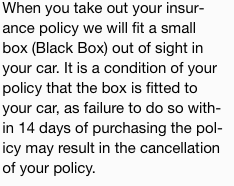 When you take out your insur-
ance policy we will fit a small
box (Black Box) out of sight in
your car. It is a condition of your
policy that the box is fitted to
your car, as failure to do so with-
in 14 days of purchasing the pol-
icy may result in the cancellation
of your policy.